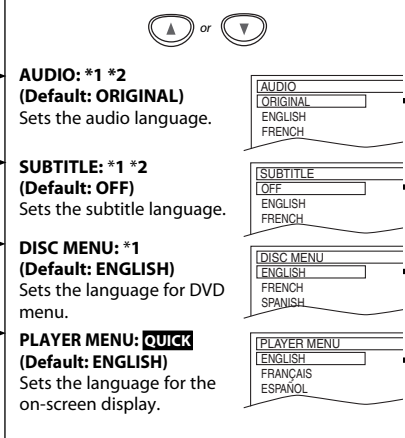 or
AUDIO: *1 *2
(Default: ORIGINAL)
Sets the audio language.
AUDIO
ORIGINAL
ENGLISH
FRENCH
SUBTITLE: *1 *2
(Default: OFF)
Sets the subtitle language.
SUBTITLE
OFF
ENGLISH
FRENCH
DISC MENU: *1
(Default: ENGLISH)
Sets the language for DVD
menu.
DISC MENU
ENGLISH
FRENCH
SPANISH
PLAYER MENU: QUICK
(Default: ENGLISH)
Sets the language for the
on-screen display.
PLAYER MENU
ENGLISH
FRANÇAIS
ESPAÑOL